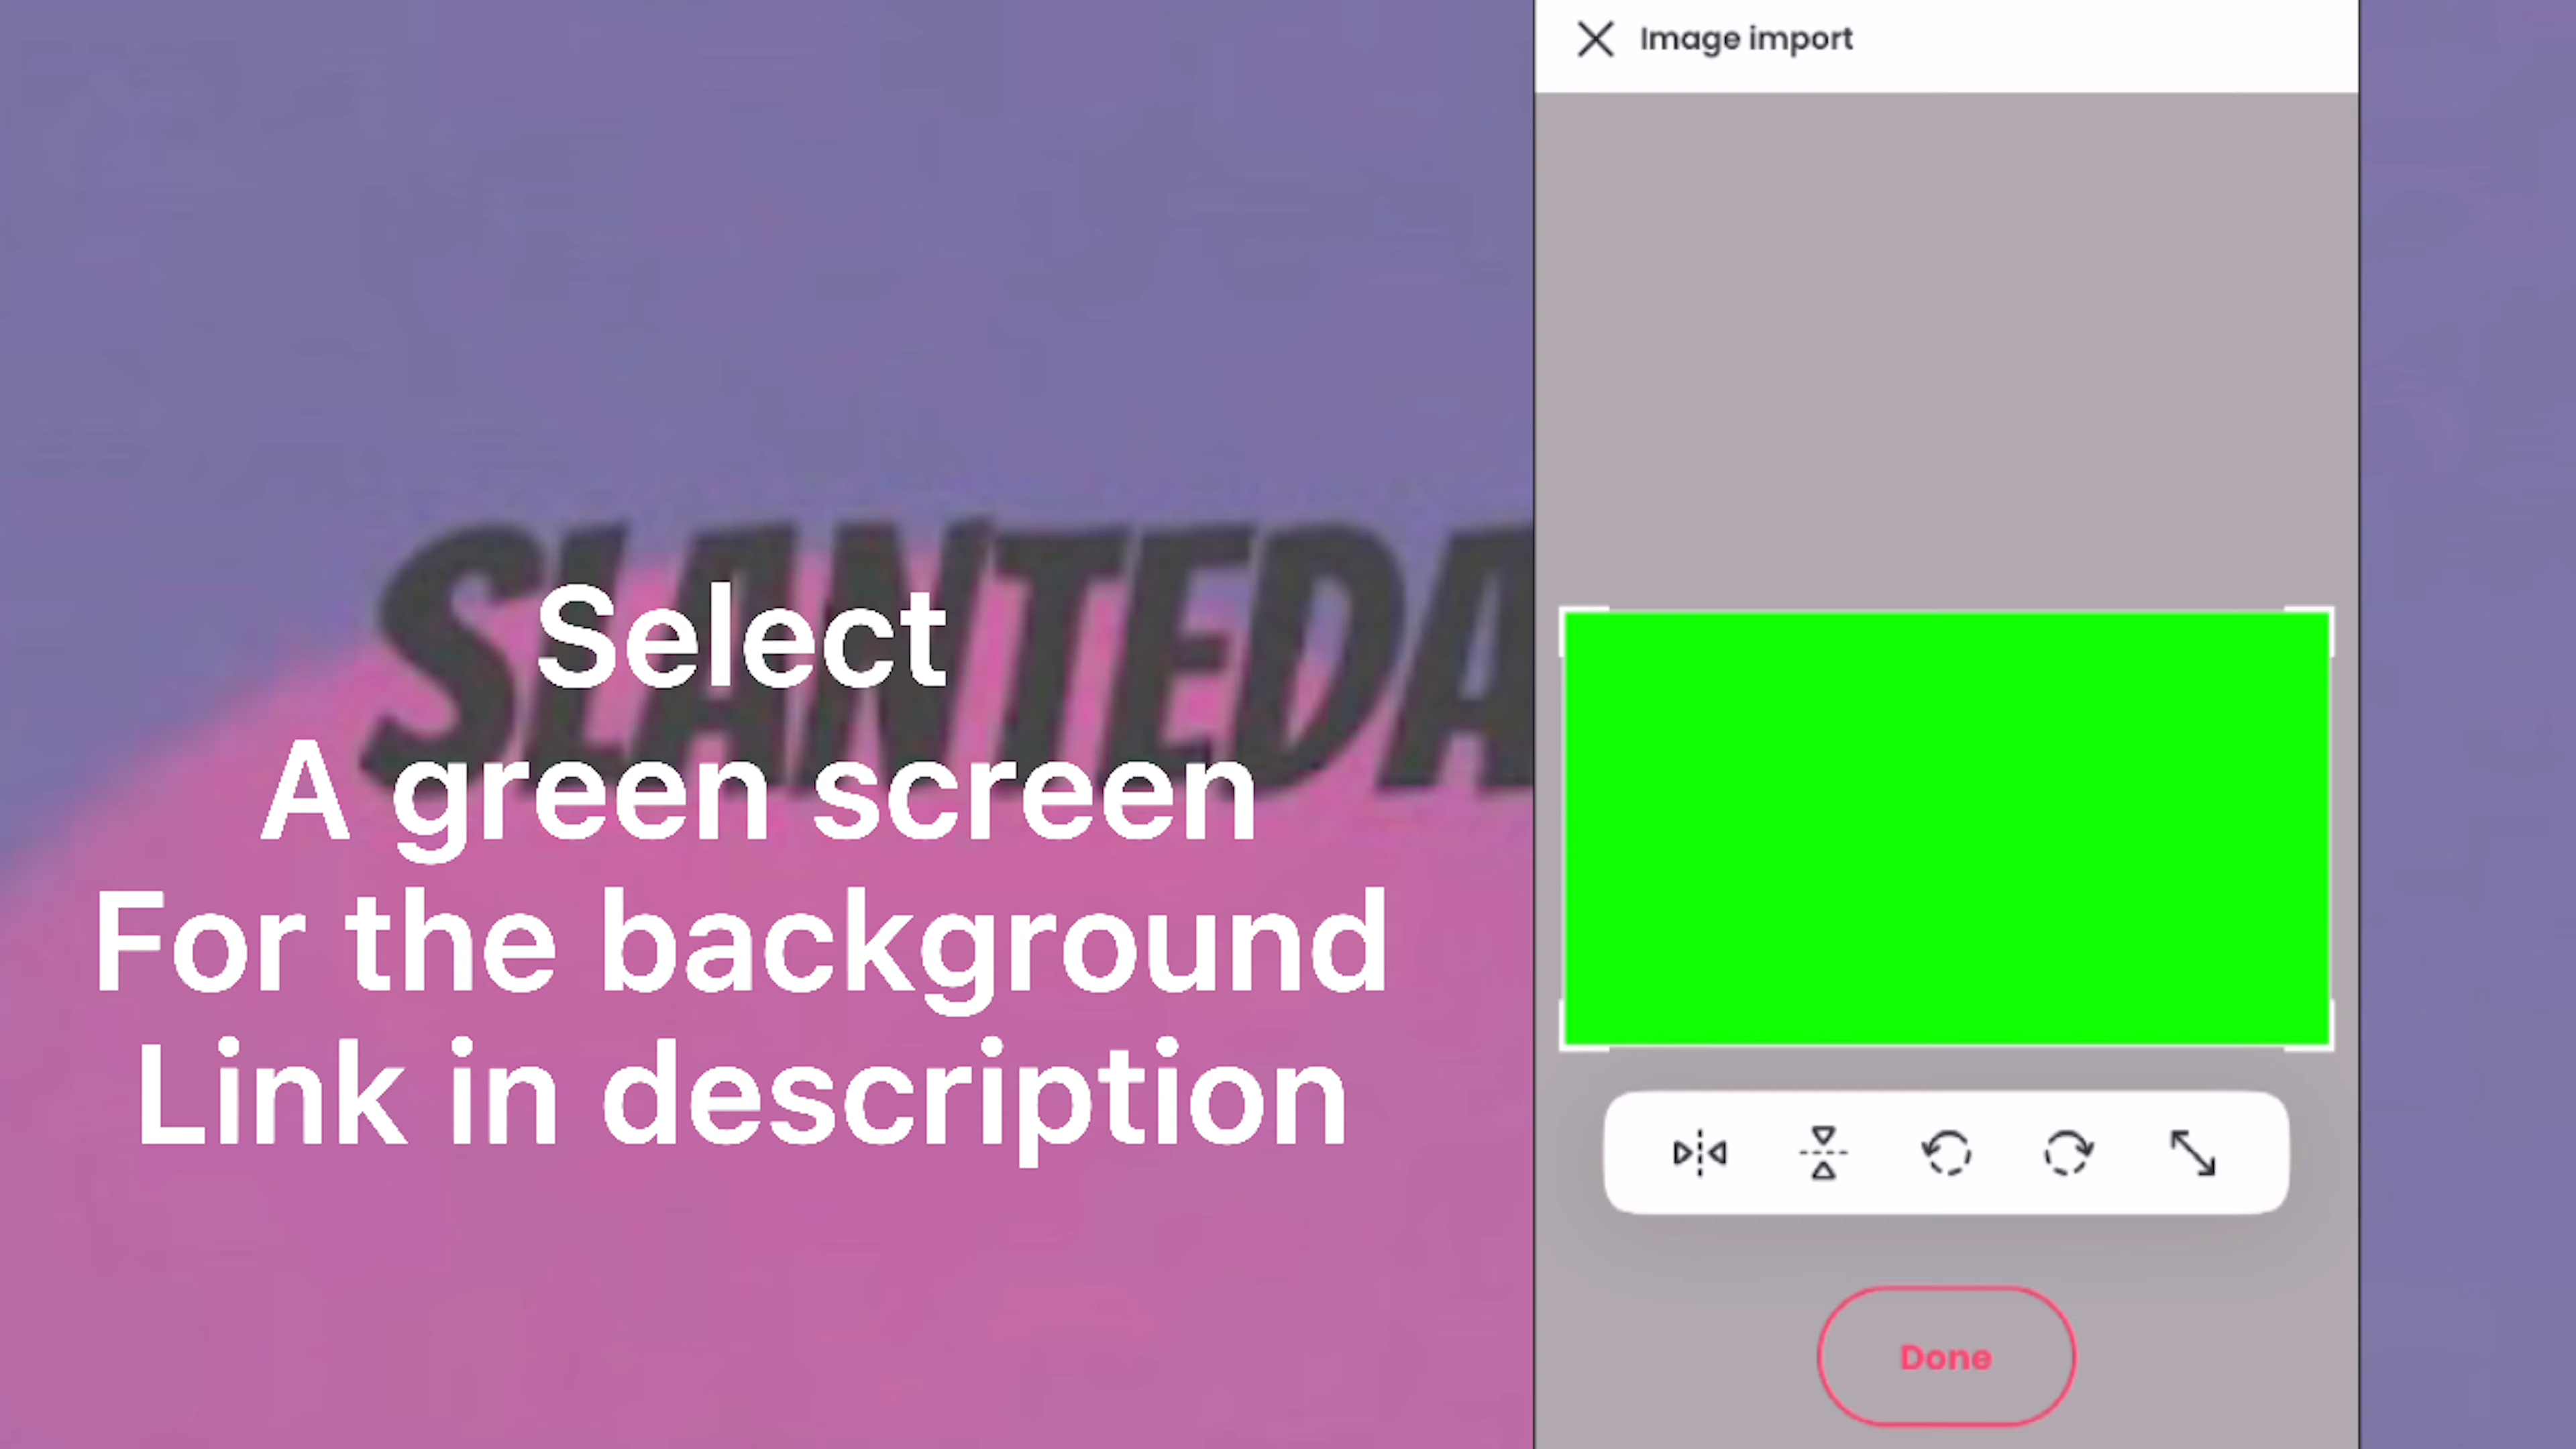 Image import
SLANTEDA
Select
A green screen
For the background
Link in description
Done